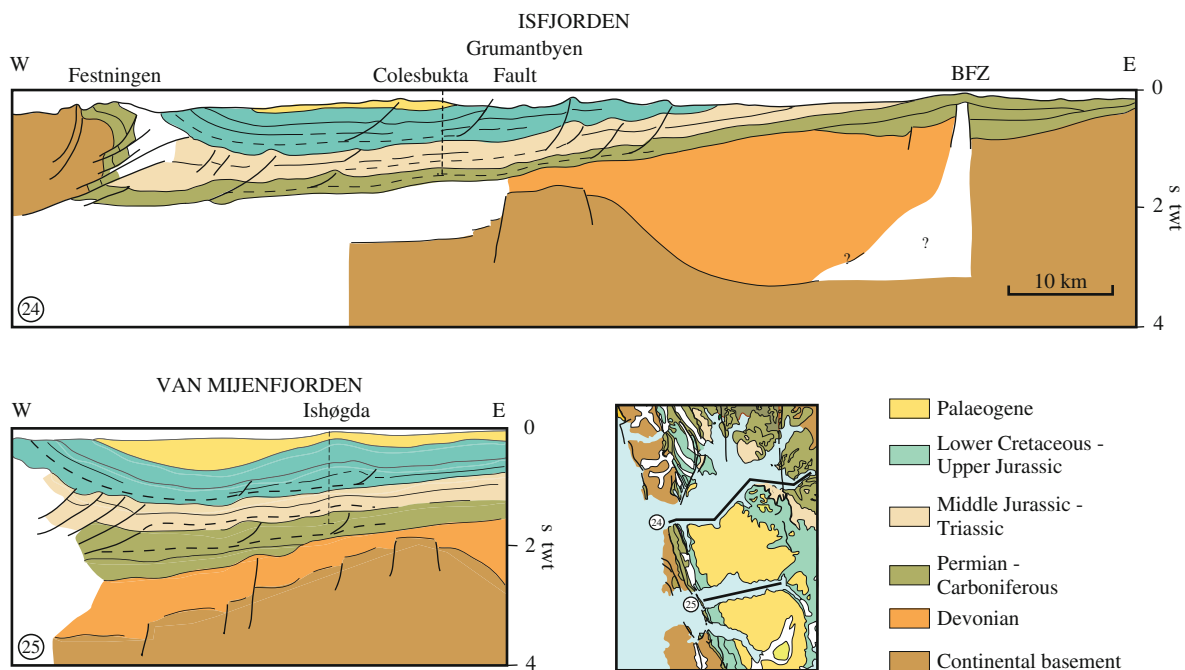 ISFJORDEN
Grumantbyen
W Festningen Colesbukta Fault BFZ E
0
2
4
s twt
? ?
10 km
24
VAN MIJENFJORDEN
W Ishøgda E
0
2
4
s twt
25
24
25
Palaeogene
Lower Cretaceous -
Upper Jurassic
Middle Jurassic -
Triassic
Permian -
Carboniferous
Devonian
Continental basement